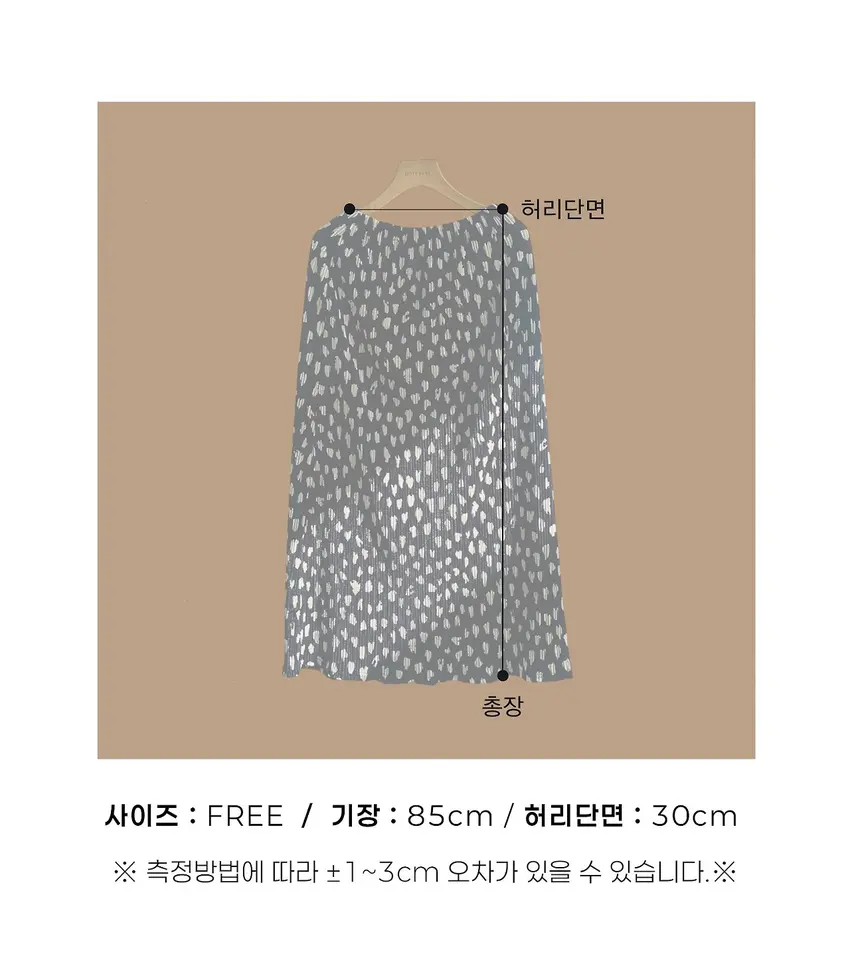 허리단면
총장
사이즈 : FREE / 기장 : 85cm / 허리단면 : 30cm
※ 측정방법에 따라 ±1~3cm 오차가 있을 수 있습니다.※